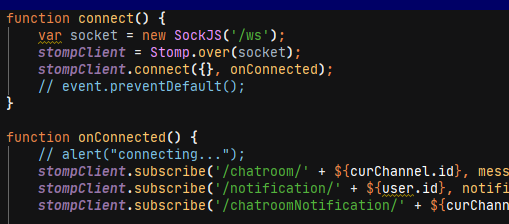 function connect() {
var socket = new SockJS('/ws');
stompClient = Stomp.over(socket);
stompClient.connect({}, onConnected);
// event.preventDefault();
}
function onConnected() {
// alert("connecting...");
stompClient.subscribe('/chatroom/' + ${curChannel.id}, mess
stompClient.subscribe('/notification/' + ${user.id}, notifi
stompClient.subscribe('/chatroomNotification/' + ${curChann